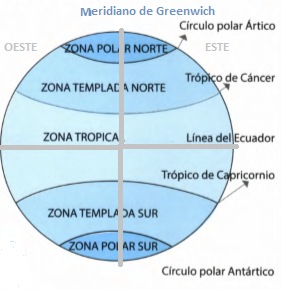 Meridiano de Greenwich
Círculo polar Ártico
OESTE
ESTE
ZONA POLAR NORTE
Trópico de Cáncer
ZONA TEMPLADA NORTE
ZONA TROPICA
Línea del Ecuador
Trópico de Capricornio
ZONA TEMPLADA SUR
ZONA POLAR SUR
Círculo polar Antártico